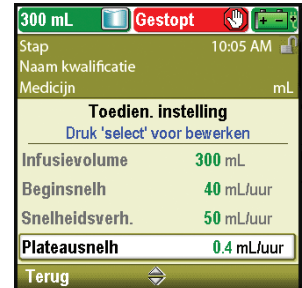 300 mL Gestopt
Stap 10:05 AM
Naam kwalificatie
Medicijn mL
Toedien. instelling
Druk 'select' voor bewerken
Infusievolume 300 mL
Beginsnelh 40 mL/uur
Snelheidsverh. 50 mL/uur
Plateausnelh 0.4 mL/uur
Terug